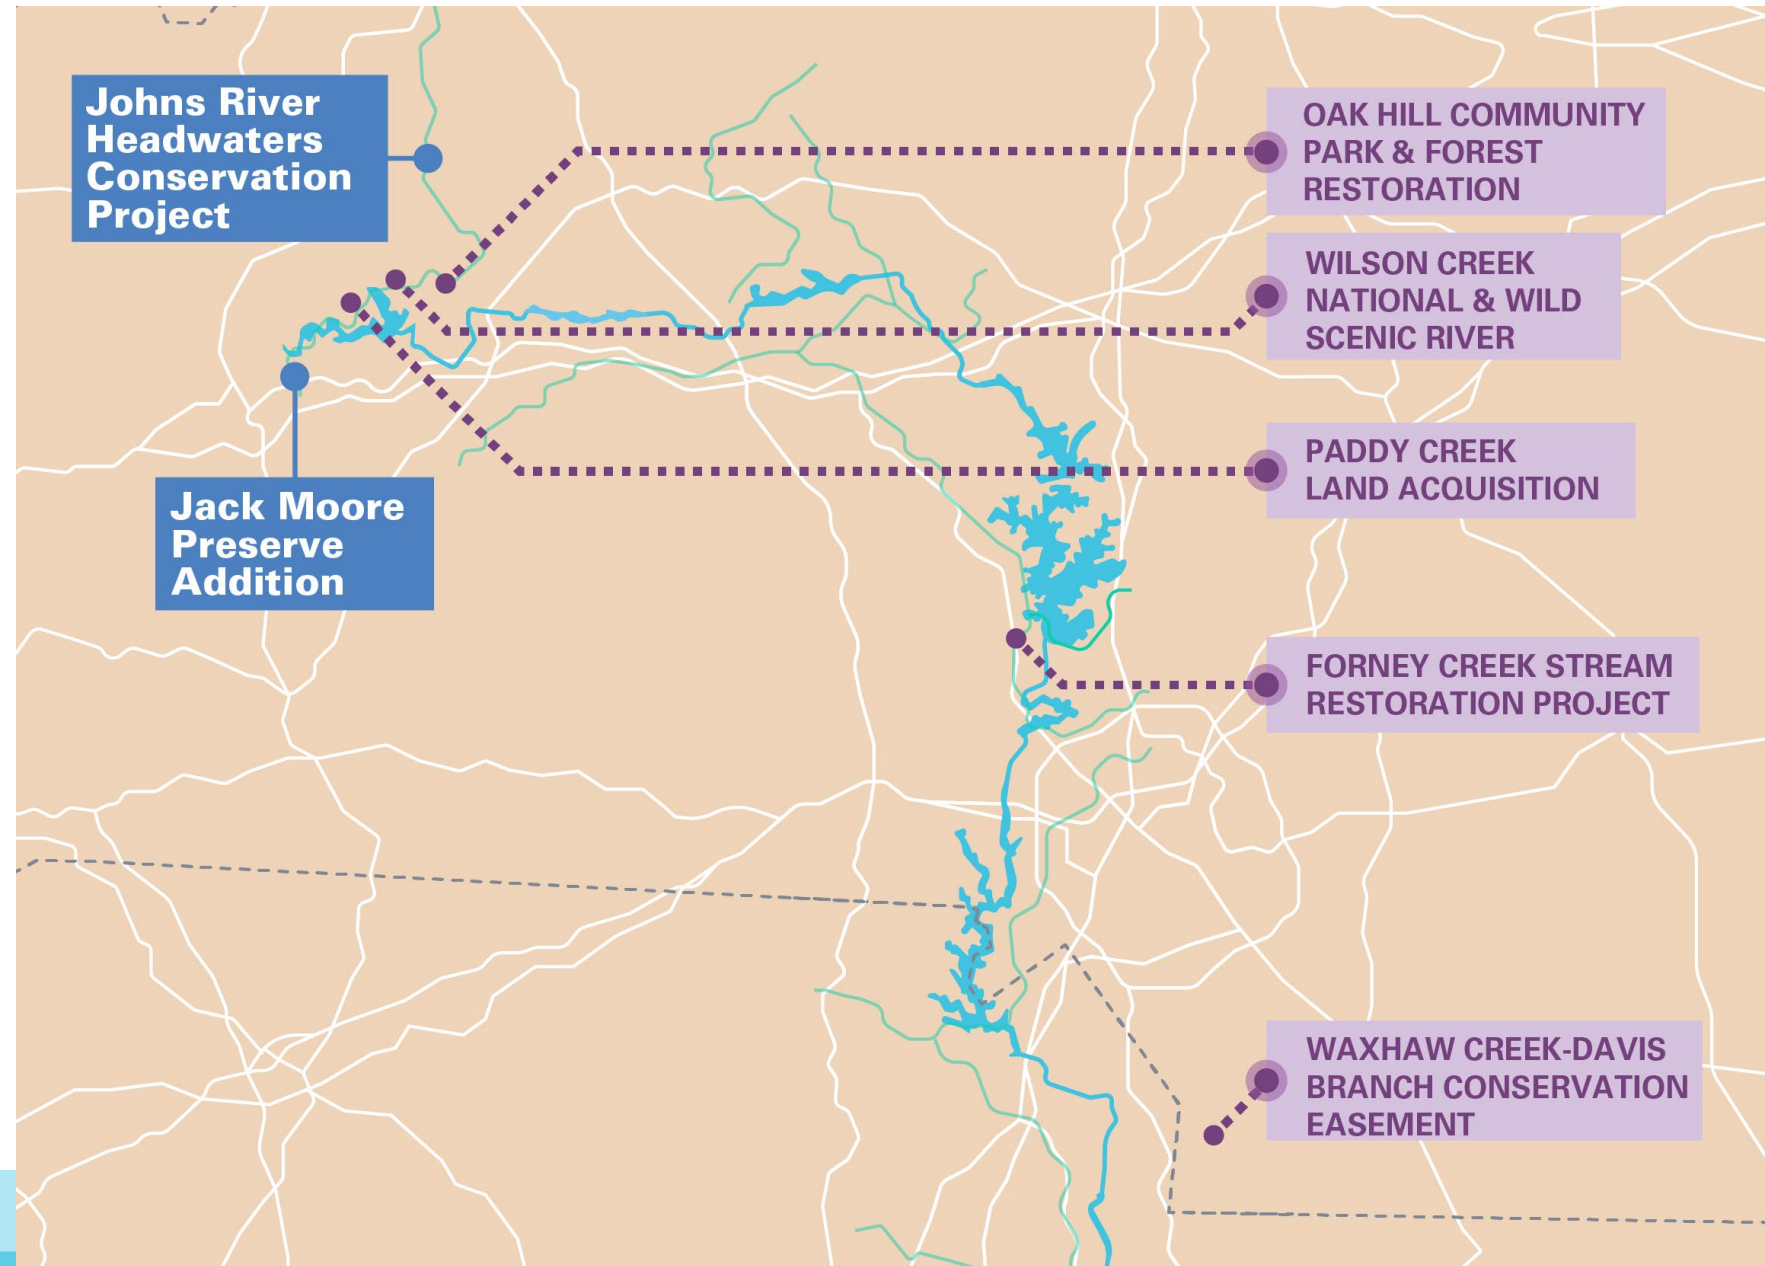 Johns River
Headwaters
Conservation
Project
Jack Moore
Preserve
Addition
OAK HILL COMMUNITY
PARK & FOREST
RESTORATION
WILSON CREEK
NATIONAL & WILD
SCENIC RIVER
PADDY CREEK
LAND ACQUISITION
FORNEY CREEK STREAM
RESTORATION PROJECT
WAXHAW CREEK-DAVIS
BRANCH CONSERVATION
EASEMENT